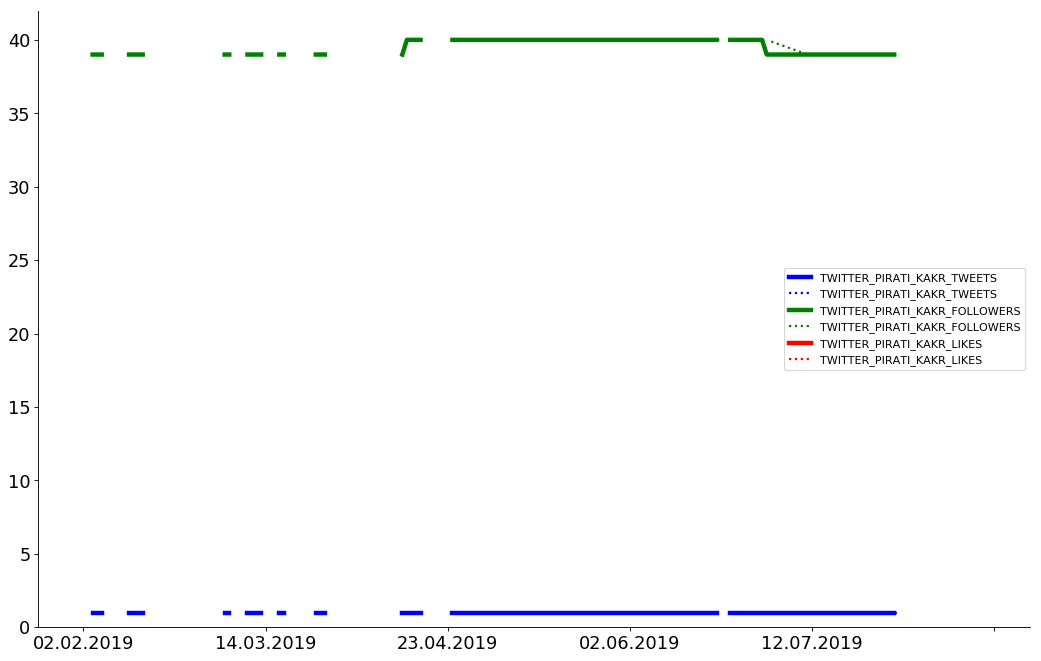 40
35
30
25
20
15
10
5
0
02.02.2019 14.03.2019 23.04.2019 02.06.2019 12.07.2019
TWITTER_PIRATI_KAKR_TWEETS
TWITTER_PIRATI_KAKR_TWEETS
TWITTER_PIRATI_KAKR_FOLLOWERS
TWITTER_PIRATI_KAKR_FOLLOWERS
TWITTER_PIRATI_KAKR_LIKES
TWITTER_PIRATI_KAKR_LIKES